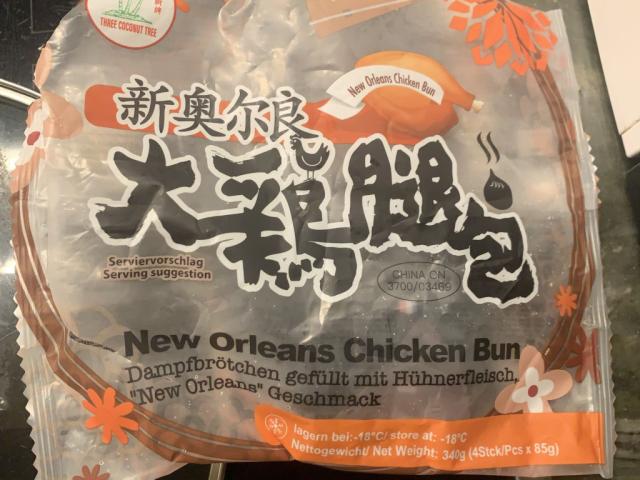 THREE COCONUT TREE
New Orleans Chicken Bun
新奥尔良
大鸡腿包
Serviervorschlag
Serving suggestion
CHINA CN
3700/03469
New Orleans Chicken Bun
Dampfbrötchen gefüllt mit Hühnerfleisch,
"New Orleans" Geschmack
lagern bei:-18°C/ store at: -18°C
Nettogewicht/ Net Weight: 340g (4Stck/Pcs x 85g)